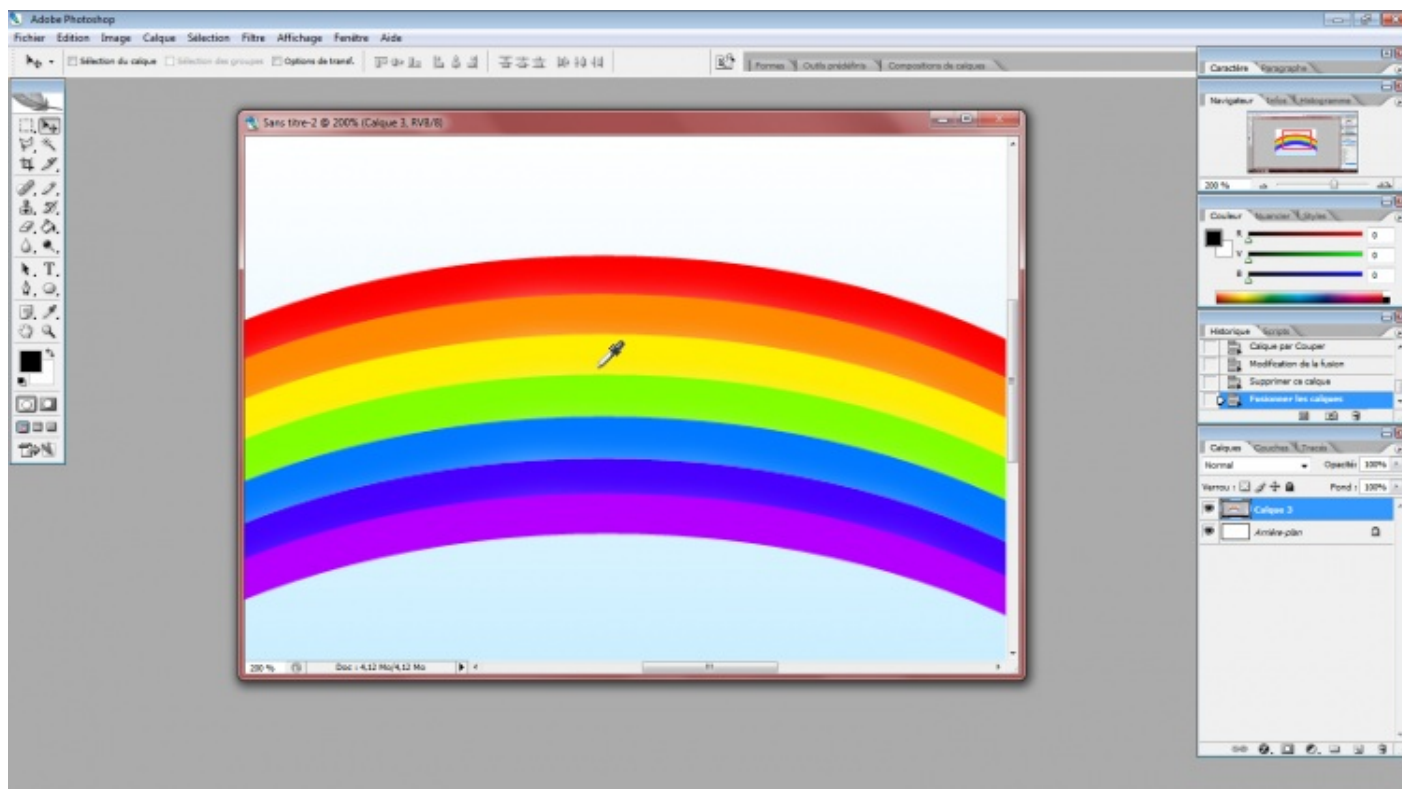 Adobe Photoshop
Fichier Edition Image Calque Sélection Filtre Affichage Fenêtre Aide
Sélection du calque Sélection des groupes Options de transf. Formes Outils prédéfinis Compositions de calques
Caractère Paragraphe
Navigateur Infos Histogramme
Sans titre-2 @ 200% (Calque 3, RVB/8)
200 %
Couleur Nuancier Styles
R 0
V 0
B 0
Historique Scripts
Calque par Couper
Modification de la fusion
Supprimer ce calque
Fusionner les calques
Calques Couches Tracés
Normal Opacité: 100%
Verrou : Fond : 100%
Calque 3
Arrière-plan
200 % Doc : 4,12 Mo/4,12 Mo